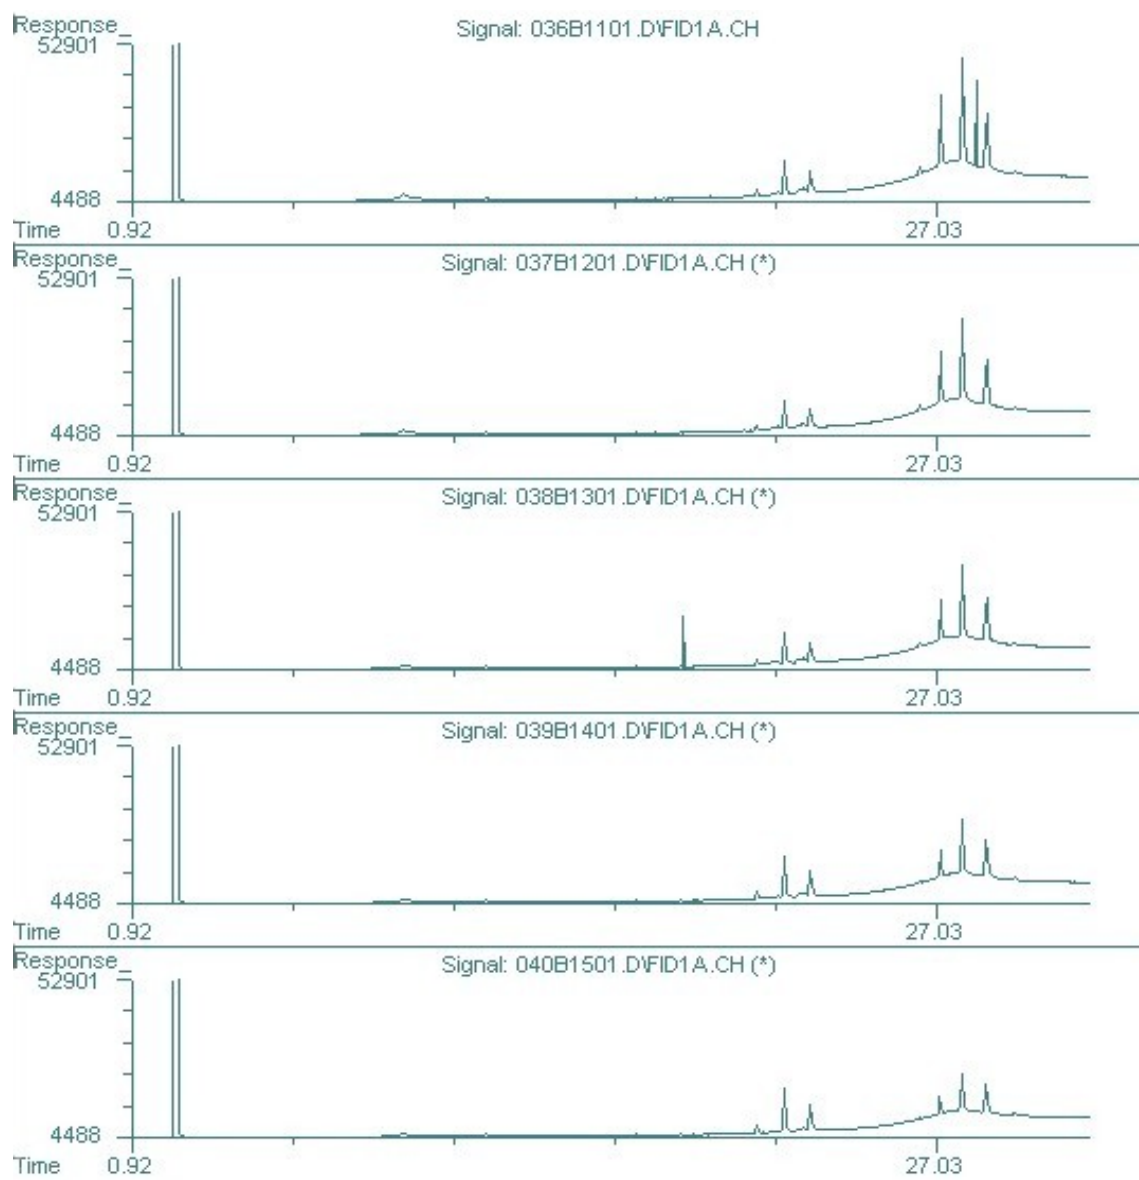 Response_
Signal: 036B1101.D\FID1A.CH
52901
4488
Time 0.92 27.03
Response_
Signal: 037B1201.D\FID1A.CH (*)
52901
4488
Time 0.92 27.03
Response_
Signal: 038B1301.D\FID1A.CH (*)
52901
4488
Time 0.92 27.03
Response_
Signal: 039B1401.D\FID1A.CH (*)
52901
4488
Time 0.92 27.03
Response_
Signal: 040B1501.D\FID1A.CH (*)
52901
4488
Time 0.92 27.03